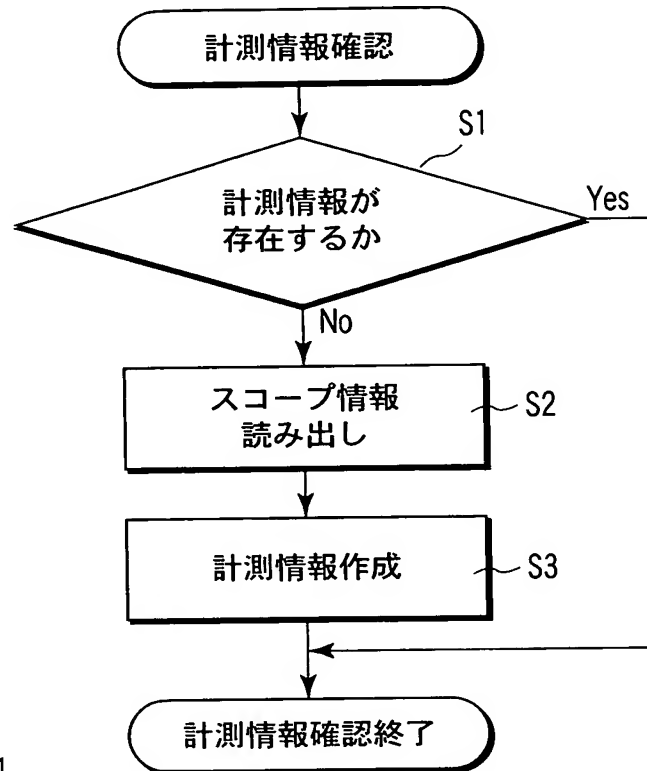 計測情報確認
S1
計測情報が
存在するか
Yes
No
スコープ情報
読み出し
S2
計測情報作成
S3
計測情報確認終了